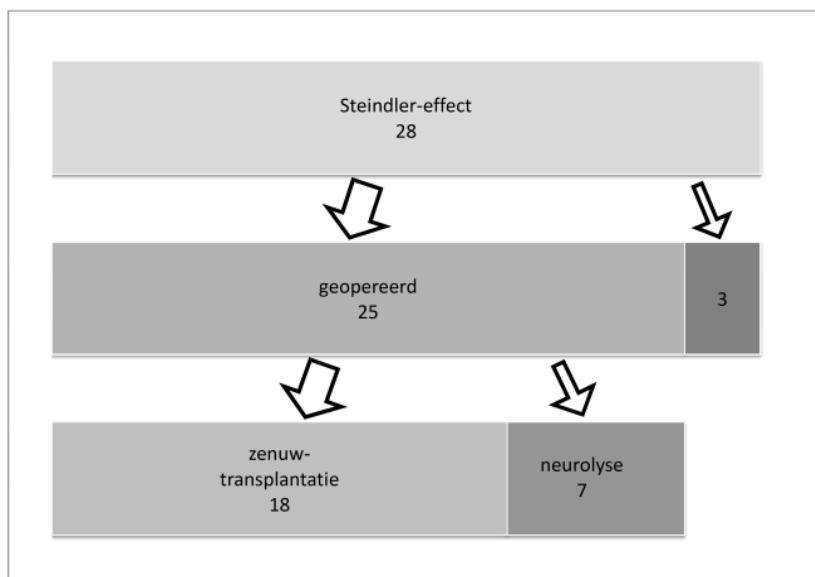 Steindler-effect
28
geopereerd
25
3
zenuw-
transplantatie
18
neurolyse
7